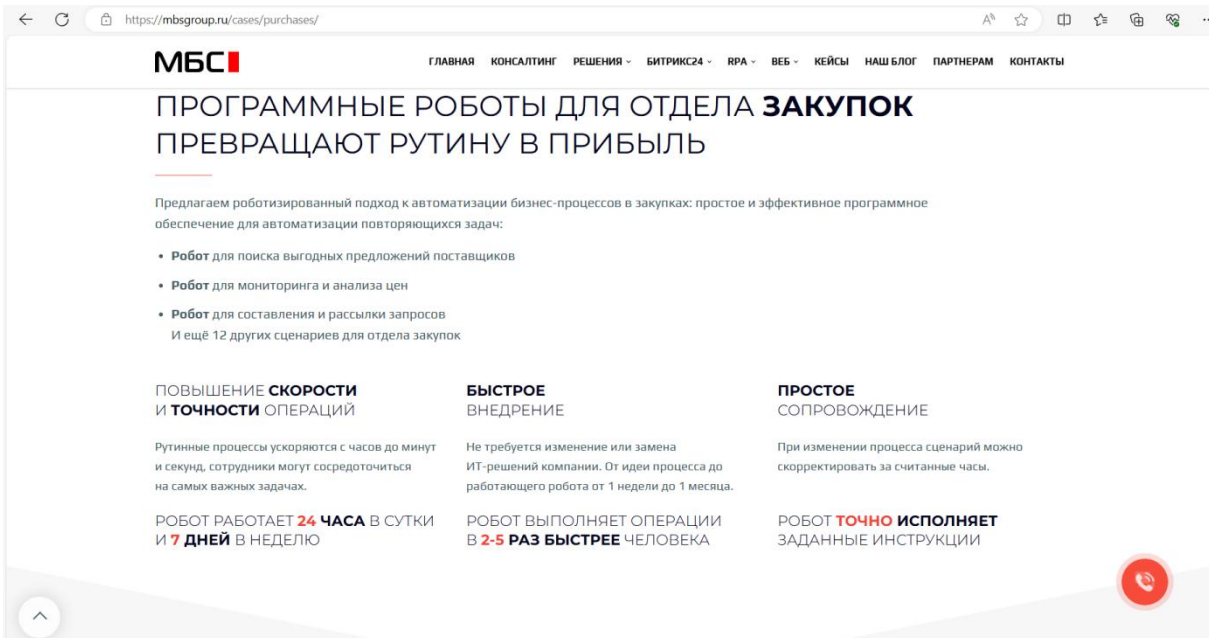 https://mbsgroup.ru/cases/purchases/
МБС
ГЛАВНАЯ КОНСАЛТИНГ РЕШЕНИЯ БИТРИКС24 RPA ВЕБ КЕЙСЫ НАШ БЛОГ ПАРТНЕРАМ КОНТАКТЫ
ПРОГРАММНЫЕ РОБОТЫ ДЛЯ ОТДЕЛА ЗАКУПОК
ПРЕВРАЩАЮТ РУТИНУ В ПРИБЫЛЬ
Предлагаем роботизированный подход к автоматизации бизнес-процессов в закупках: простое и эффективное программное
обеспечение для автоматизации повторяющихся задач:
• Робот для поиска выгодных предложений поставщиков
• Робот для мониторинга и анализа цен
• Робот для составления и рассылки запросов
И ещё 12 других сценариев для отдела закупок
ПОВЫШЕНИЕ СКОРОСТИ
И ТОЧНОСТИ ОПЕРАЦИЙ
Рутинные процессы ускоряются с часов до минут
и секунд, сотрудники могут сосредоточиться
на самых важных задачах.
РОБОТ РАБОТАЕТ 24 ЧАСА В СУТКИ
И 7 ДНЕЙ В НЕДЕЛЮ
БЫСТРОЕ
ВНЕДРЕНИЕ
Не требуется изменение или замена
ИТ-решений компании. От идеи процесса до
работающего робота от 1 недели до 1 месяца.
РОБОТ ВЫПОЛНЯЕТ ОПЕРАЦИИ
В 2-5 РАЗ БЫСТРЕЕ ЧЕЛОВЕКА
ПРОСТОЕ
СОПРОВОЖДЕНИЕ
При изменении процесса сценарий можно
скорректировать за считанные часы.
РОБОТ ТОЧНО ИСПОЛНЯЕТ
ЗАДАННЫЕ ИНСТРУКЦИИ